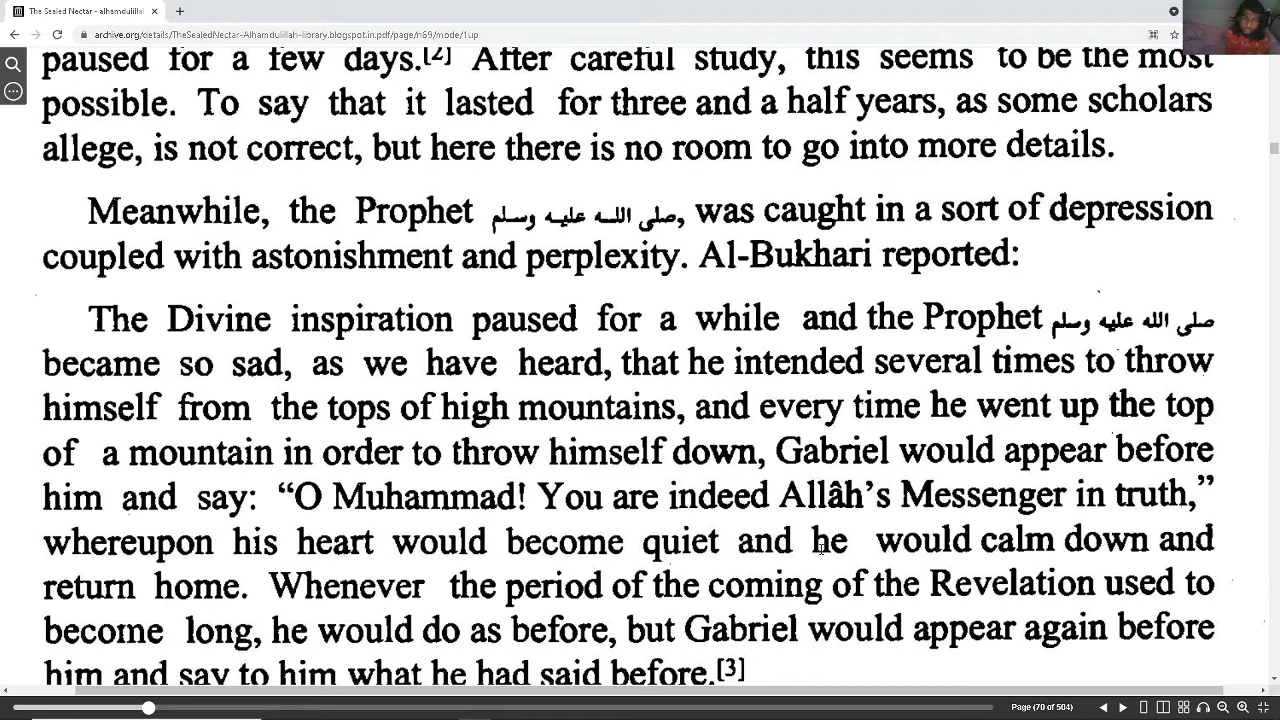 The Sealed Nectar - alhamdulillal
archive.org/details/TheSealedNectar-Alhamdulillah-library.blogspot.in.pdf/page/n69/mode/1up
paused for a few days.[2] After careful study, this seems to be the most
possible. To say that it lasted for three and a half years, as some scholars
allege, is not correct, but here there is no room to go into more details.
Meanwhile, the Prophet صلى الله عليه وسلم, was caught in a sort of depression
coupled with astonishment and perplexity. Al-Bukhari reported:
The Divine inspiration paused for a while and the Prophet صلى الله عليه وسلم
became so sad, as we have heard, that he intended several times to throw
himself from the tops of high mountains, and every time he went up the top
of a mountain in order to throw himself down, Gabriel would appear before
him and say: “O Muhammad! You are indeed Allâh’s Messenger in truth,”
whereupon his heart would become quiet and he would calm down and
return home. Whenever the period of the coming of the Revelation used to
become long, he would do as before, but Gabriel would appear again before
him and say to him what he had said before.[3]
Page (70 of 504)